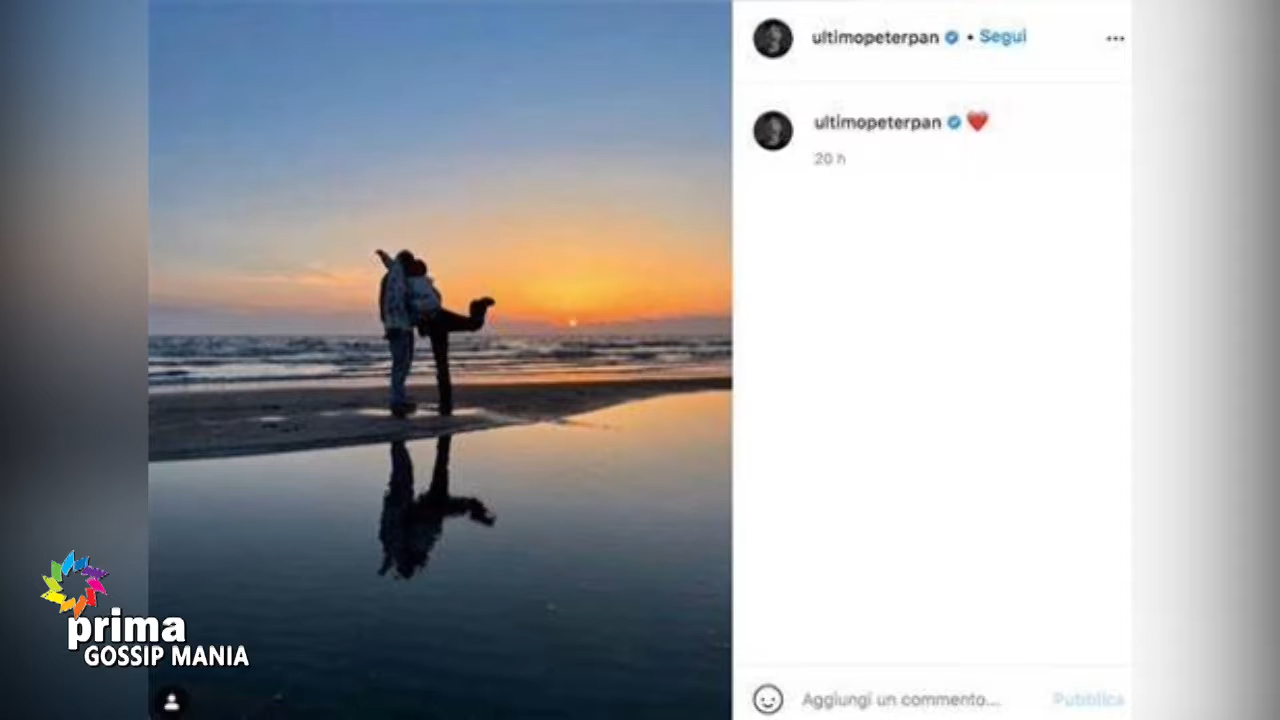 ultimopeterpan • Segui
ultimopeterpan ❤️
20 h
Aggiungi un commento... Pubblica
prima
GOSSIP MANIA